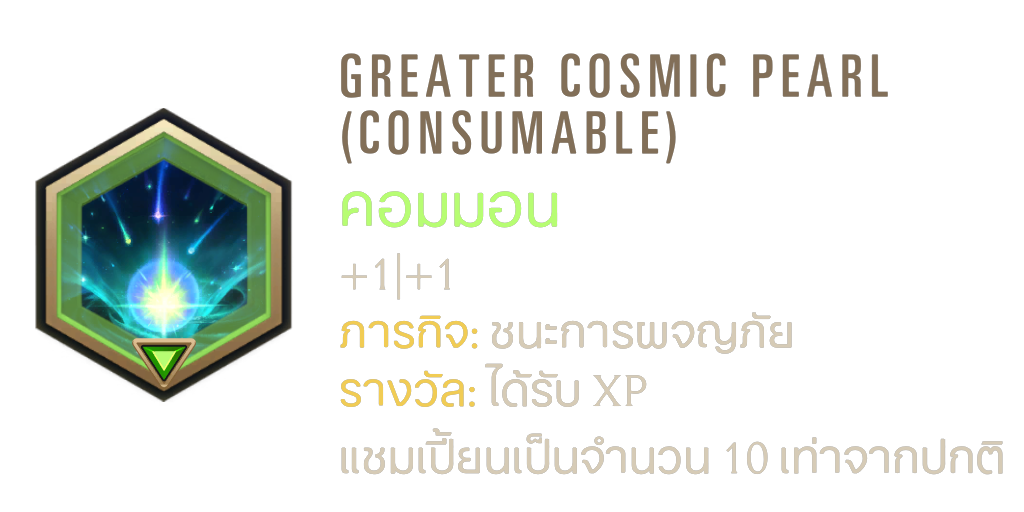 GREATER COSMIC PEARL
(CONSUMABLE)
คอมมอน
+1|+1
ภารกิจ: ชนะการผจญภัย
รางวัล: ได้รับ XP
แชมเปี้ยนเป็นจำนวน 10 เท่าจากปกติ